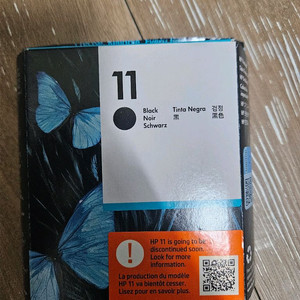 11
Black Tinta Negra 검정
Noir 黑 黑色
Schwarz
HP 11 is going to be
discontinued soon.
Look for more
information.
La production du modèle
HP 11 va bientôt cesser.
Lisez pour en savoir plus.